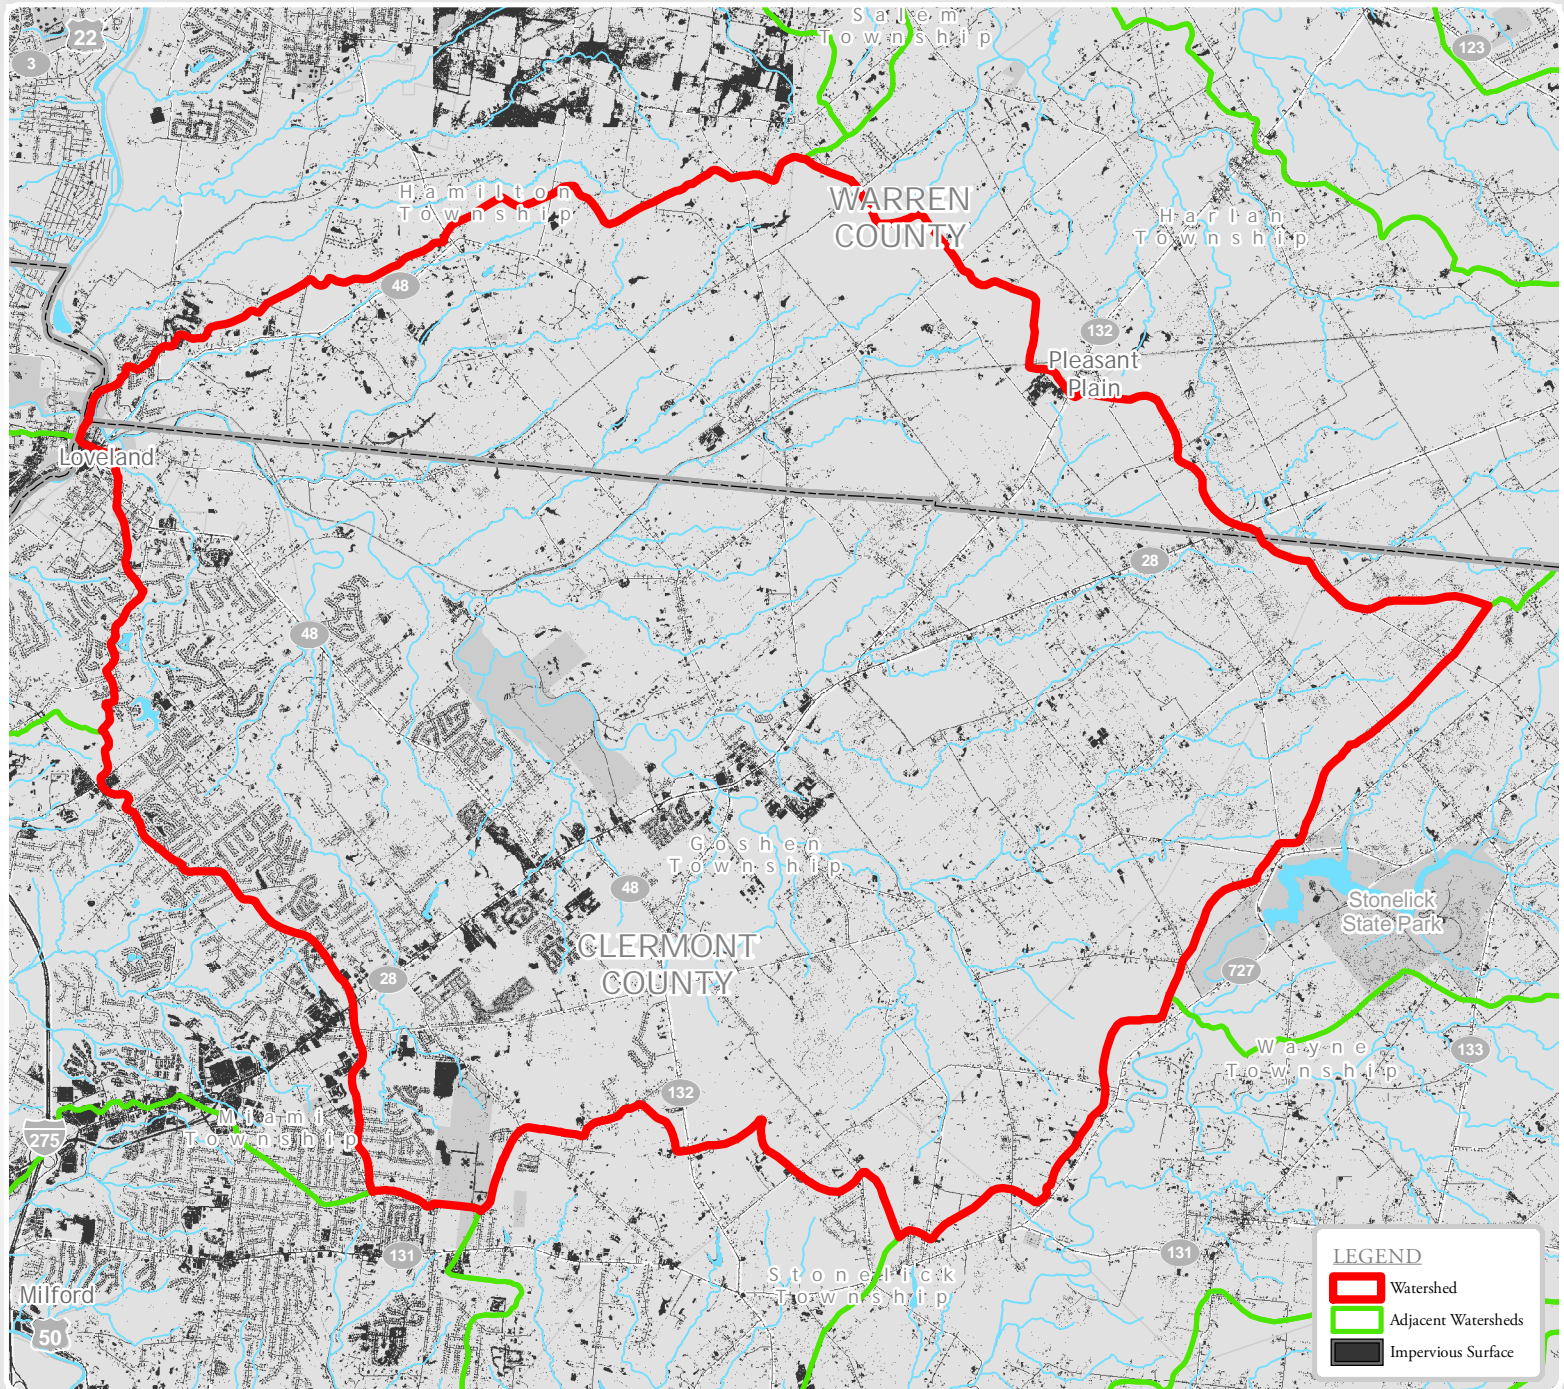 Salem
Township
22
3
123
Hamilton
Township
WARREN
COUNTY
Harlan
Township
48
132
Pleasant
Plain
Loveland
28
48
Goshen
Township
48
Stonelick
State Park
CLERMONT
COUNTY
727
28
Wayne
Township
133
132
Miami
Township
275
131
131
Stonelick
Township
Milford
50
LEGEND
Watershed
Adjacent Watersheds
Impervious Surface